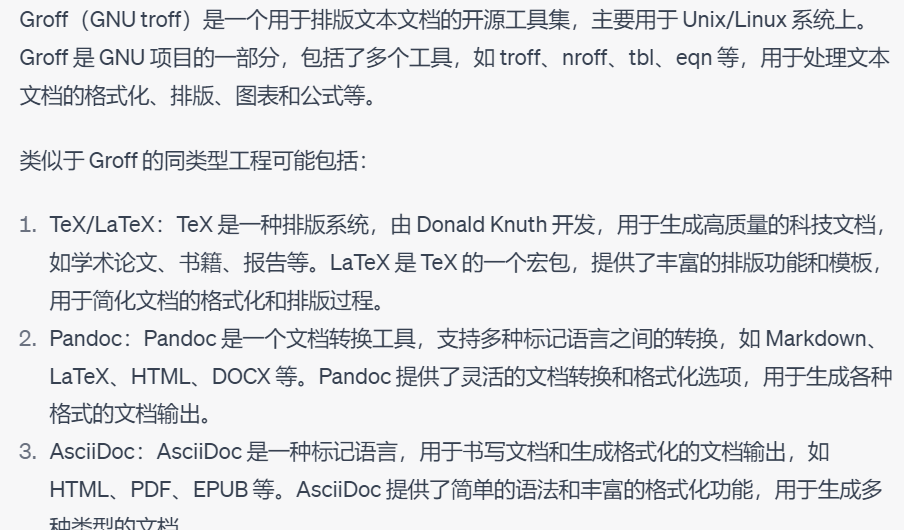 Groff（GNU troff）是一个用于排版文本文档的开源工具集，主要用于 Unix/Linux 系统上。
Groff 是 GNU 项目的一部分，包括了多个工具，如 troff、nroff、tbl、eqn 等，用于处理文本
文档的格式化、排版、图表和公式等。
类似于 Groff 的同类型工程可能包括：
1. TeX/LaTeX：TeX 是一种排版系统，由 Donald Knuth 开发，用于生成高质量的科技文档，
如学术论文、书籍、报告等。LaTeX 是 TeX 的一个宏包，提供了丰富的排版功能和模板，
用于简化文档的格式化和排版过程。
2. Pandoc：Pandoc 是一个文档转换工具，支持多种标记语言之间的转换，如 Markdown、
LaTeX、HTML、DOCX 等。Pandoc 提供了灵活的文档转换和格式化选项，用于生成各种
格式的文档输出。
3. AsciiDoc：AsciiDoc 是一种标记语言，用于书写文档和生成格式化的文档输出，如
HTML、PDF、EPUB 等。AsciiDoc 提供了简单的语法和丰富的格式化功能，用于生成多
种类型的文档